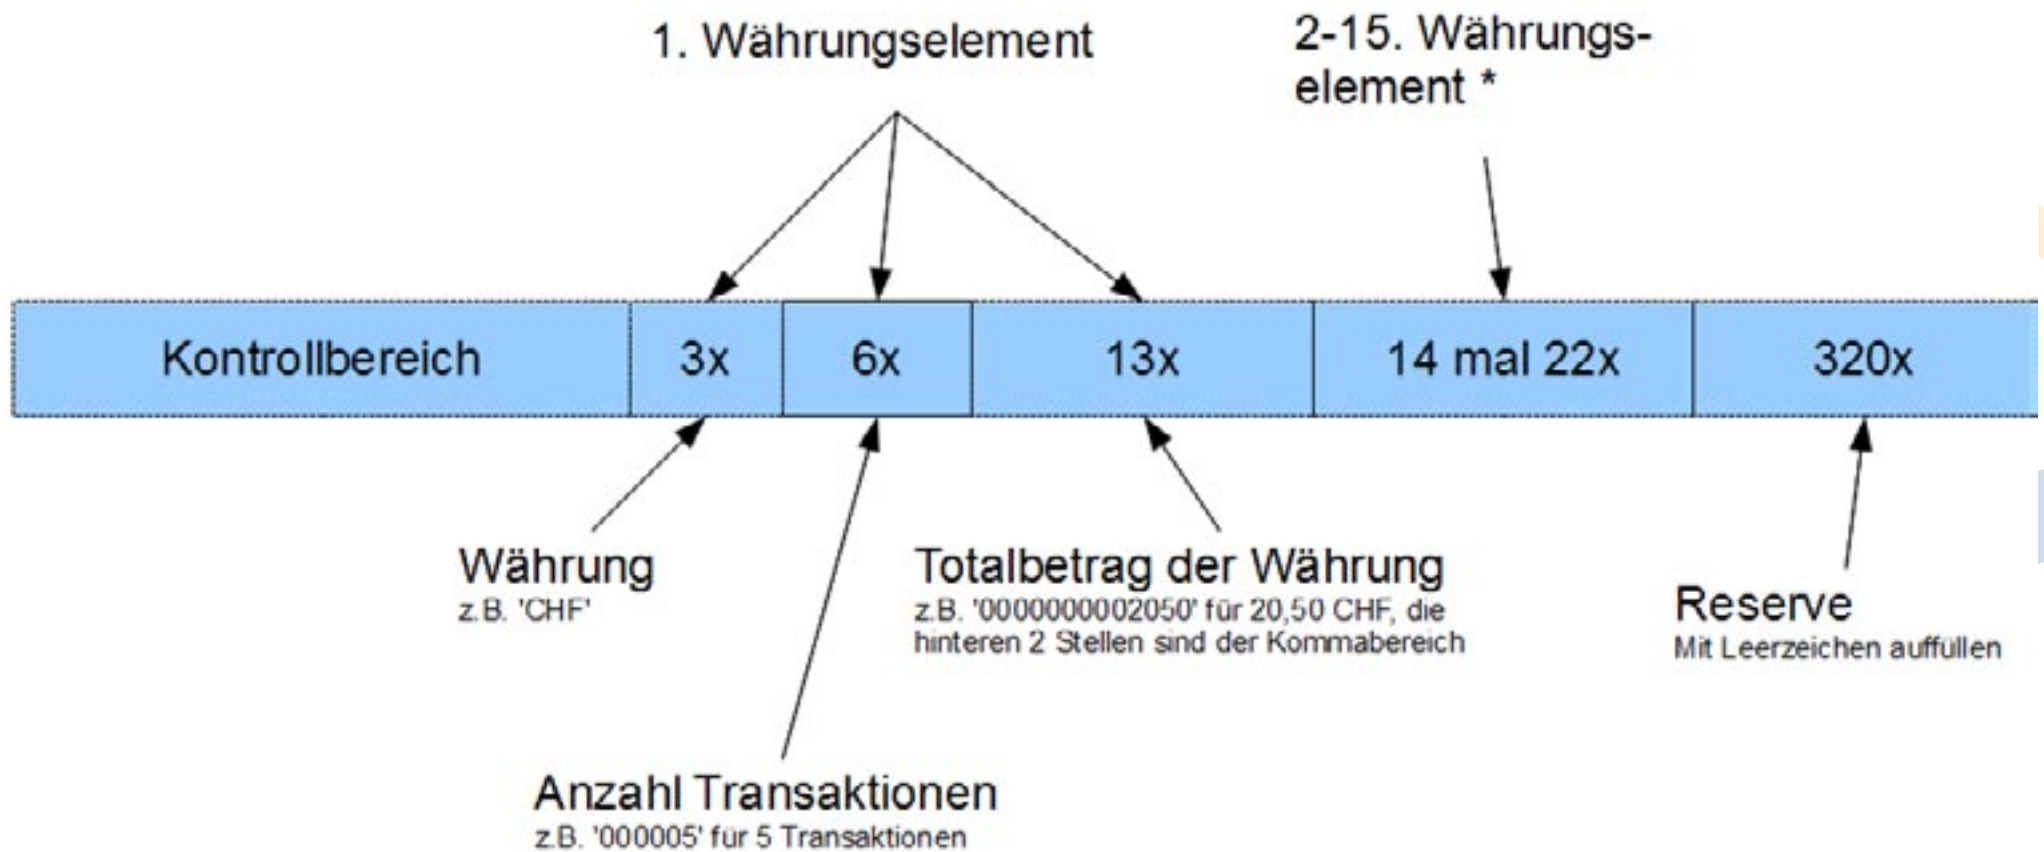 1. Währungselement
2-15. Währungs-
element *
Kontrollbereich
3x
6x
13x
14 mal 22x
320x
Währung
z.B. 'CHF'
Totalbetrag der Währung
z.B. '0000000002050' für 20,50 CHF, die
hinteren 2 Stellen sind der Kommabereich
Reserve
Mit Leerzeichen auffüllen
Anzahl Transaktionen
z.B. '000005' für 5 Transaktionen